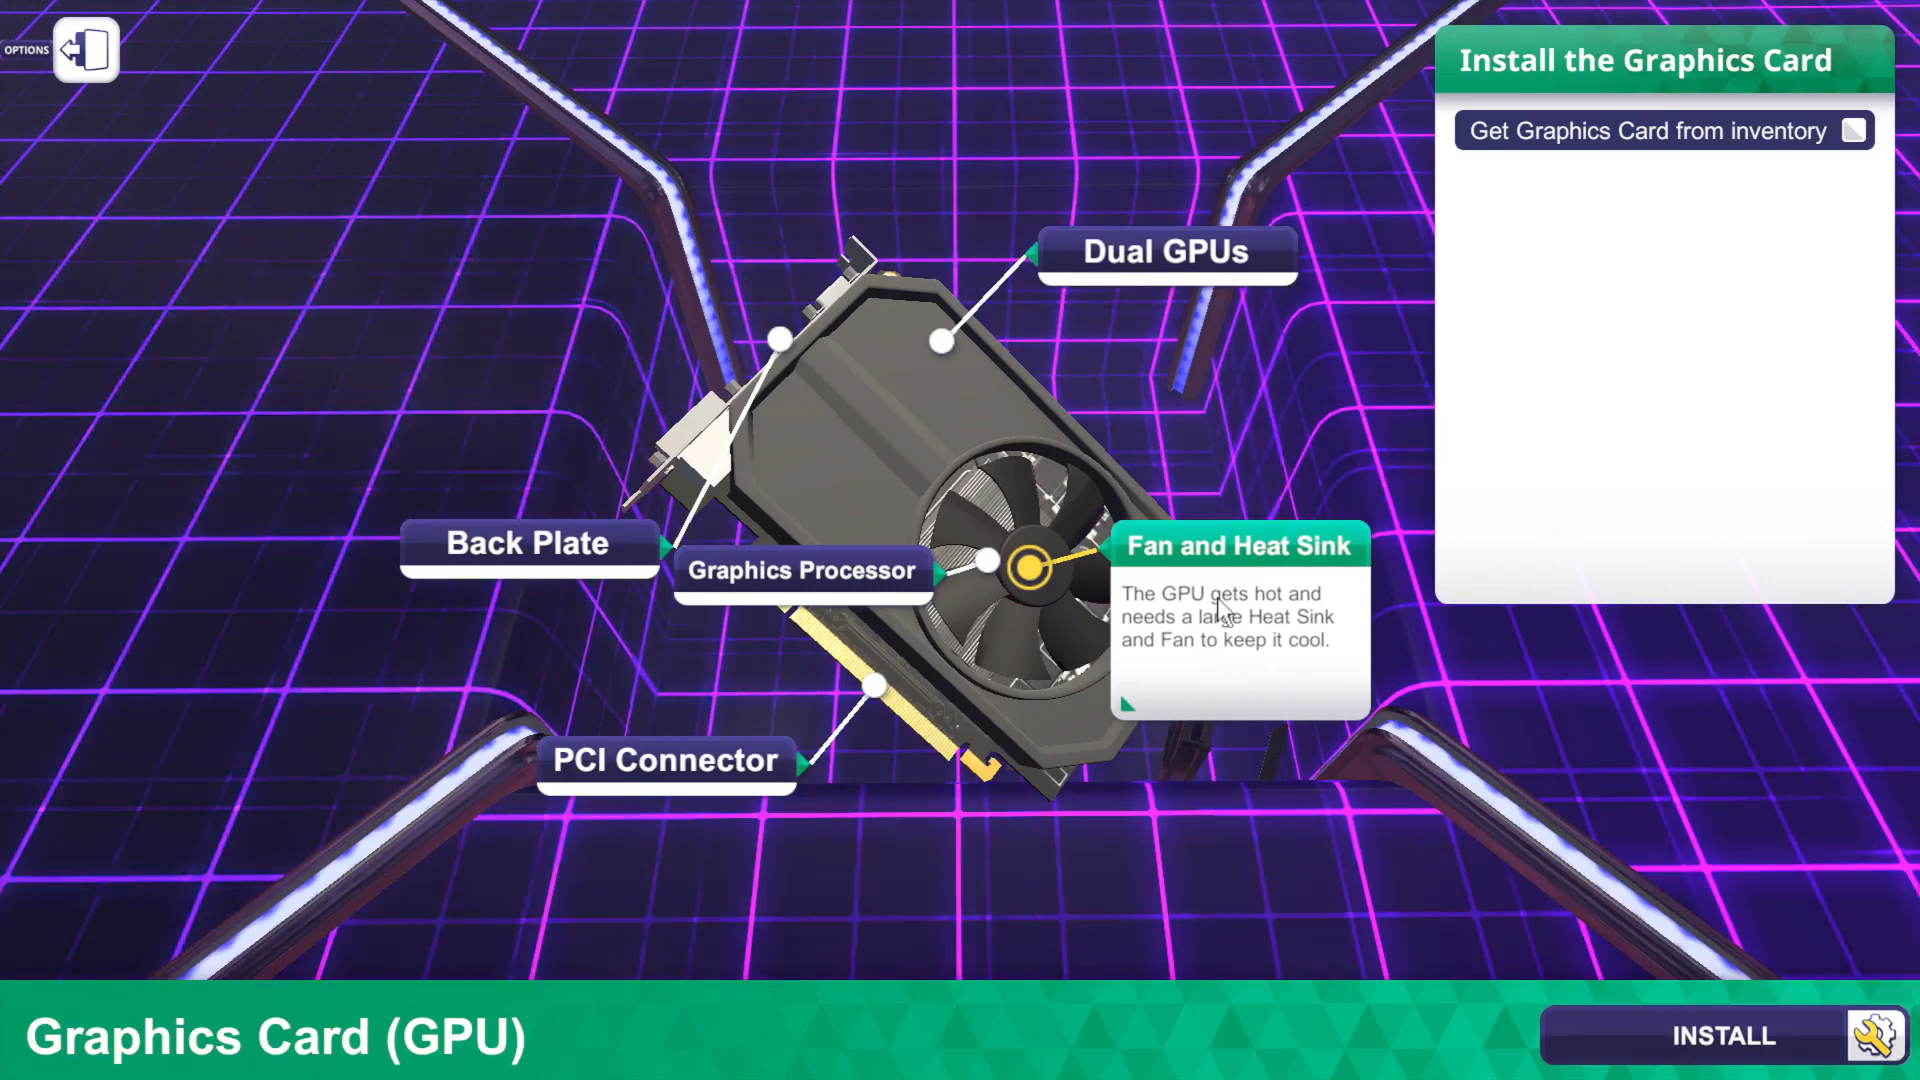 OPTIONS
Install the Graphics Card
Get Graphics Card from inventory
Dual GPUs
Back Plate
Graphics Processor
Fan and Heat Sink
The GPU gets hot and
needs a large Heat Sink
and Fan to keep it cool.
PCI Connector
Graphics Card (GPU)
INSTALL